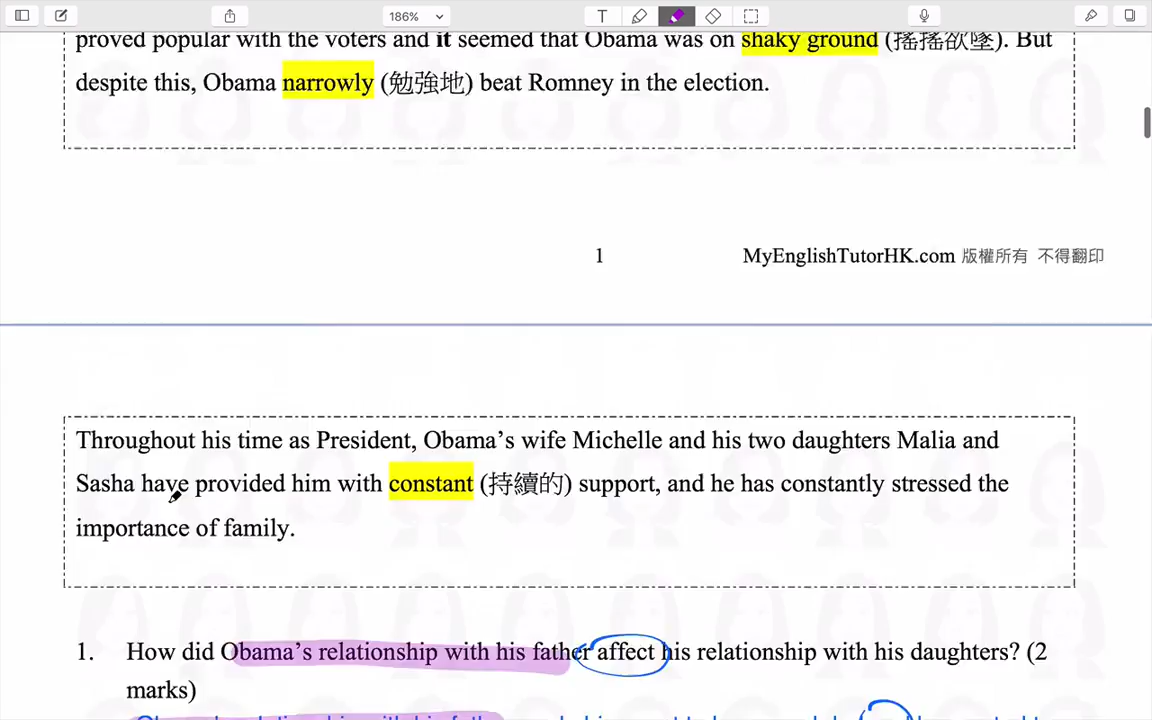 186%
proved popular with the voters and it seemed that Obama was on shaky ground (搖搖欲墜). But
despite this, Obama narrowly (勉強地) beat Romney in the election.
1
MyEnglishTutorHK.com 版權所有 不得翻印
Throughout his time as President, Obama’s wife Michelle and his two daughters Malia and
Sasha have provided him with constant (持續的) support, and he has constantly stressed the
importance of family.
1. How did Obama’s relationship with his father affect his relationship with his daughters? (2
marks)